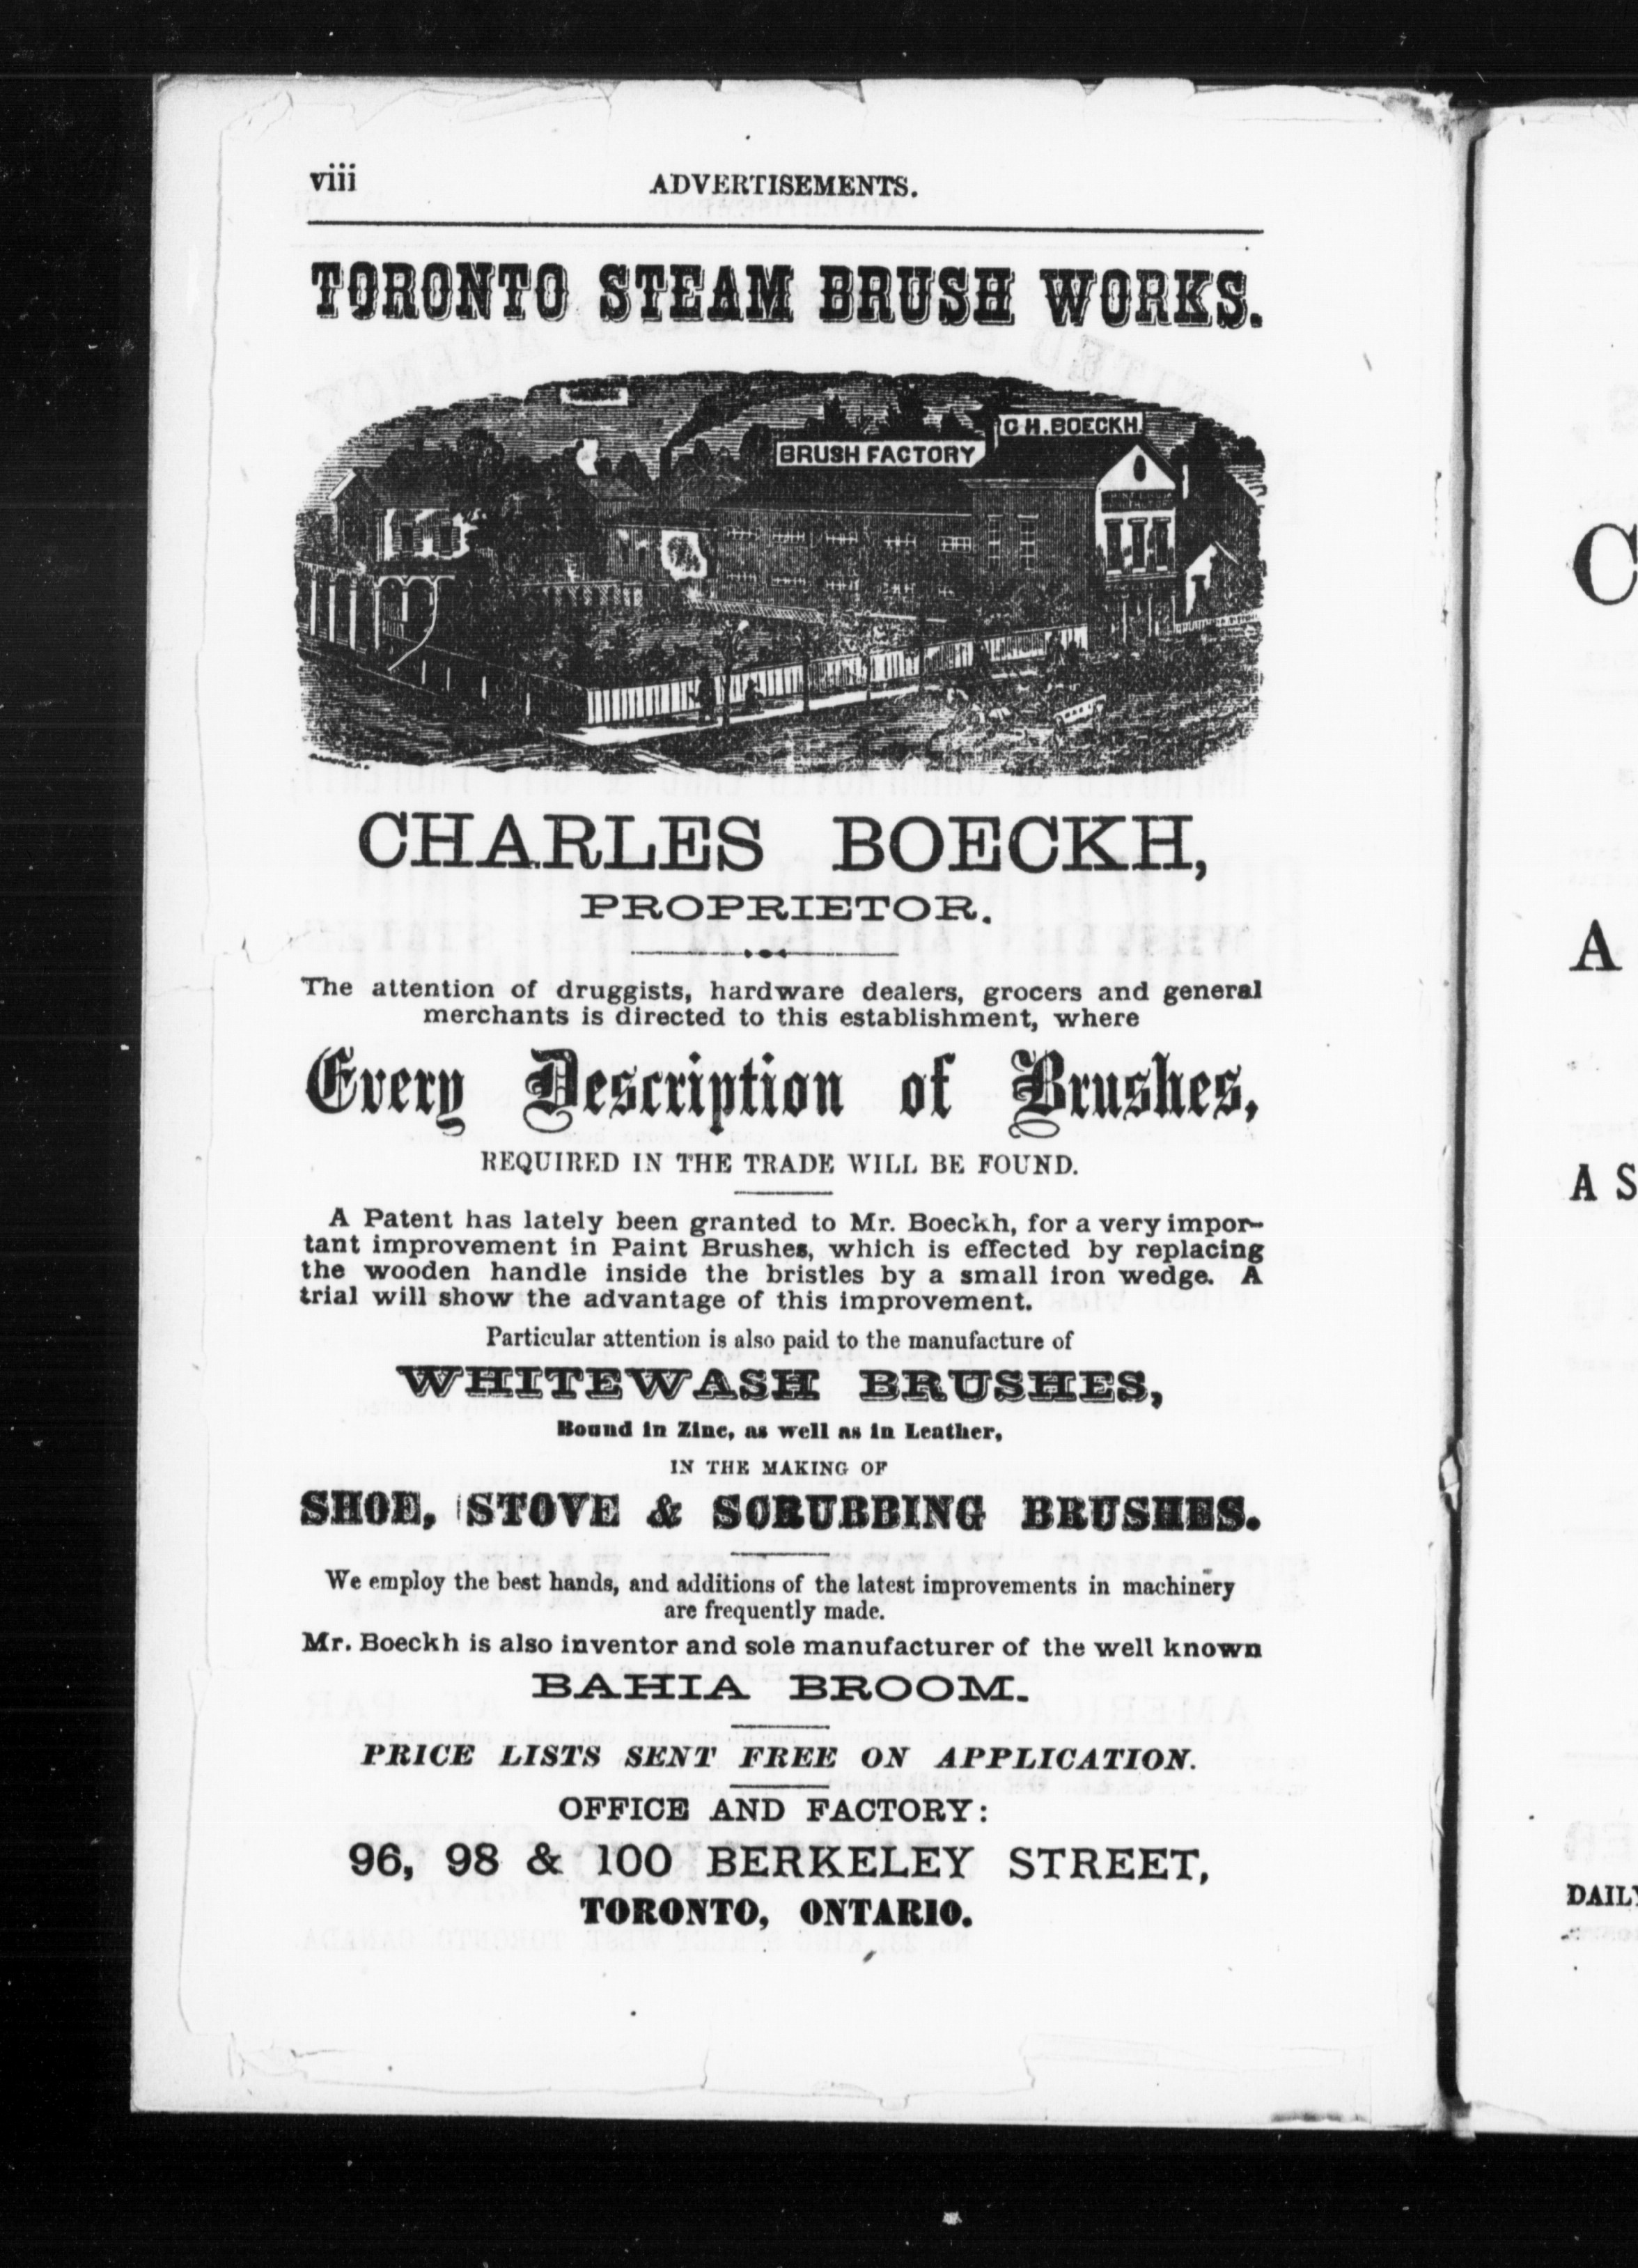 viii
ADVERTISEMENTS.
TORONTO STEAM BRUSH WORKS.
C H. BOECKH.
BRUSH FACTORY
CHARLES BOECKH,
PROPRIETOR.
The attention of druggists, hardware dealers, grocers and general
merchants is directed to this establishment, where
Every Description of Brushes,
REQUIRED IN THE TRADE WILL BE FOUND.
A Patent has lately been granted to Mr. Boeckh, for a very impor-
tant improvement in Paint Brushes, which is effected by replacing
the wooden handle inside the bristles by a small iron wedge. A
trial will show the advantage of this improvement.
Particular attention is also paid to the manufacture of
WHITEWASH BRUSHES,
Bound in Zinc, as well as in Leather,
IN THE MAKING OF
SHOE, STOVE & SCRUBBING BRUSHES.
We employ the best hands, and additions of the latest improvements in machinery
are frequently made.
Mr. Boeckh is also inventor and sole manufacturer of the well known
BAHIA BROOM.
PRICE LISTS SENT FREE ON APPLICATION.
OFFICE AND FACTORY:
96, 98 & 100 BERKELEY STREET,
TORONTO, ONTARIO.
C
A
A S
DAILY